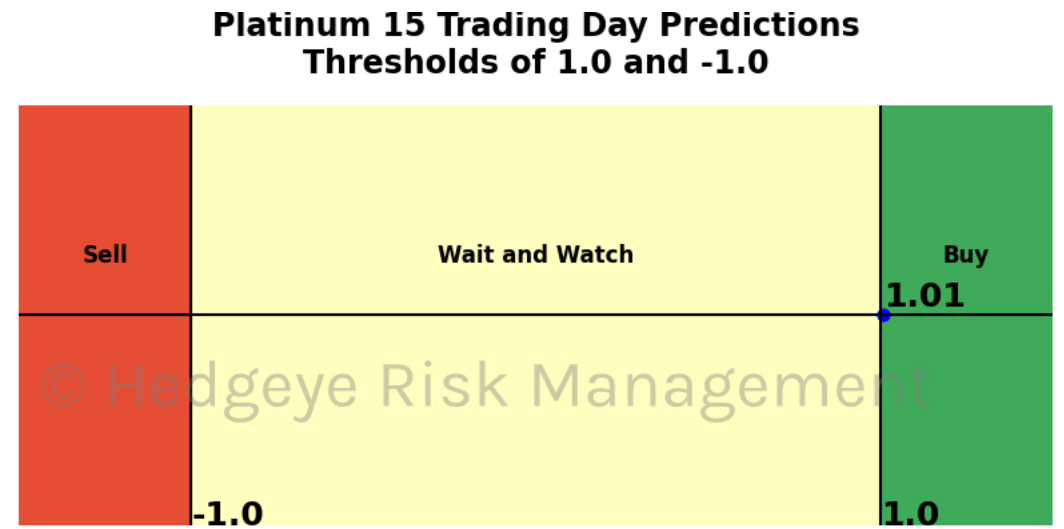 Platinum 15 Trading Day Predictions
Thresholds of 1.0 and -1.0
Sell Wait and Watch Buy
1.01
© Hedgeye Risk Management
-1.0 1.0